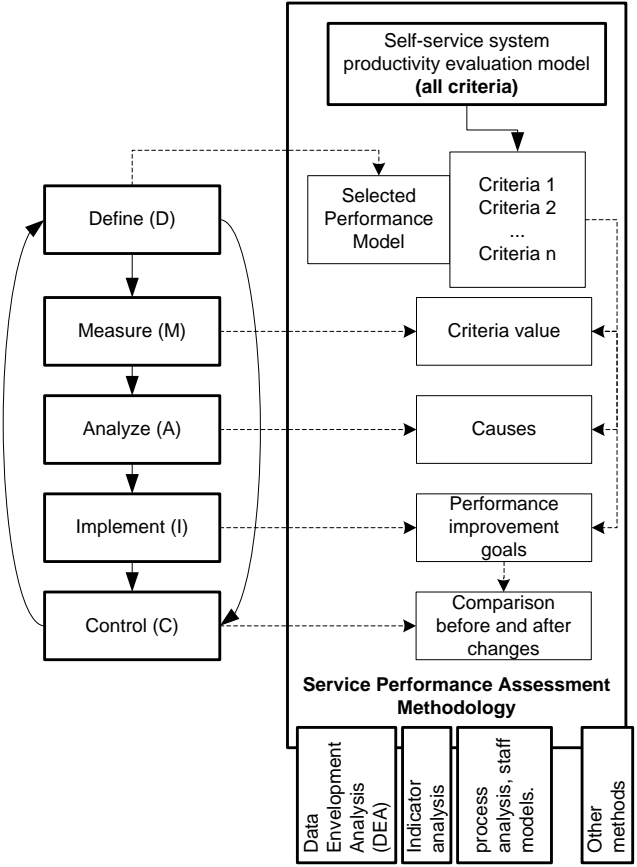 Self-service system
productivity evaluation model
(all criteria)
Selected
Performance
Model
Criteria 1
Criteria 2
...
Criteria n
Define (D)
Measure (M)
Criteria value
Analyze (A)
Causes
Implement (I)
Performance
improvement
goals
Control (C)
Comparison
before and after
changes
Service Performance Assessment
Methodology
Data
Envelopment
Analysis
(DEA)
Indicator
analysis
process
analysis, staff
models.
Other
methods